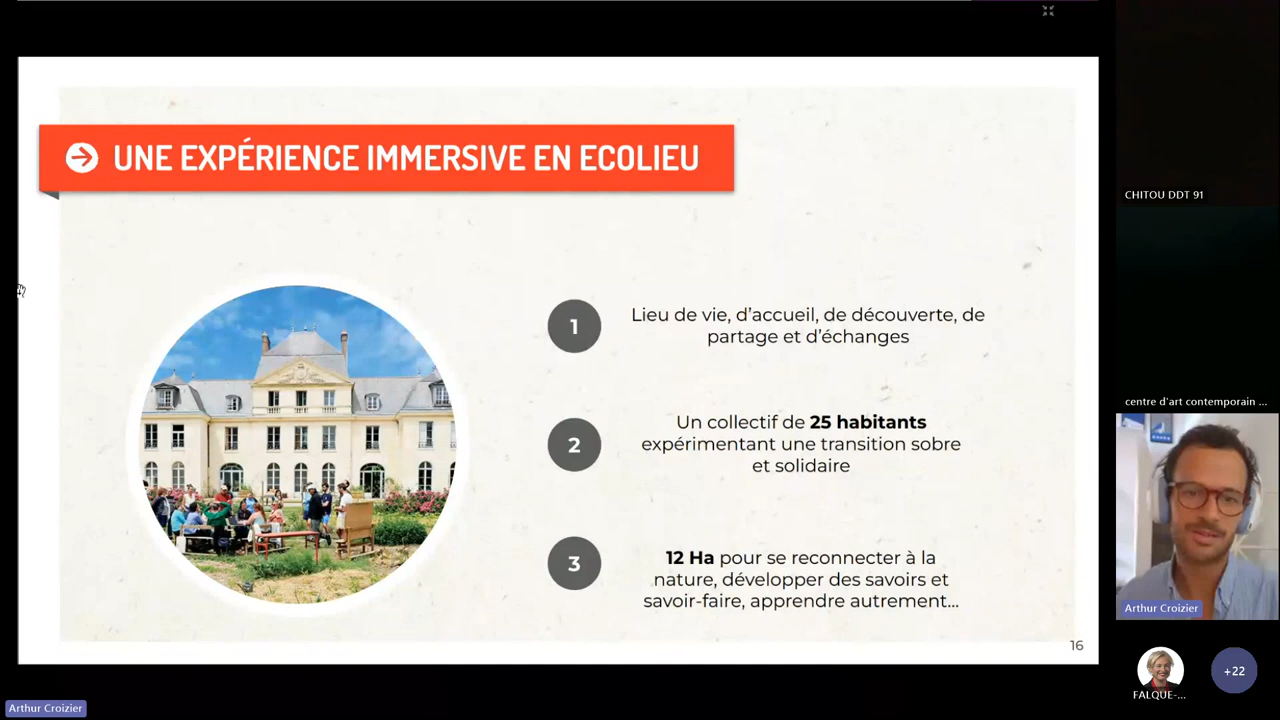 UNE EXPÉRIENCE IMMERSIVE EN ECOLIEU
1
Lieu de vie, d'accueil, de découverte, de
partage et d'échanges
2
Un collectif de 25 habitants
expérimentant une transition sobre
et solidaire
3
12 Ha pour se reconnecter à la
nature, développer des savoirs et
savoir-faire, apprendre autrement...
16
CHITOU DDT 91
centre d'art contemporain ...
Arthur Croizier
FALQUE-...
+22
Arthur Croizier